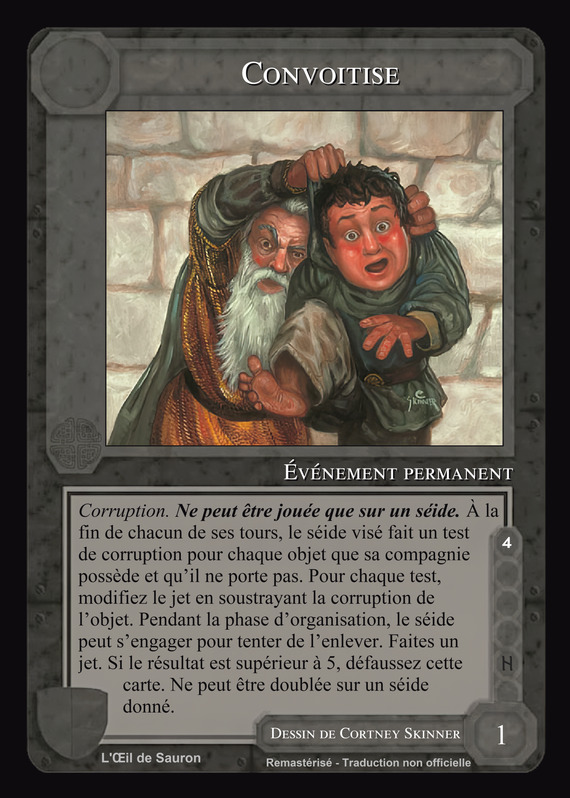 Convoitise
Skinner
Événement permanent
Corruption. Ne peut être jouée que sur un séide. À la
fin de chacun de ses tours, le séide visé fait un test
de corruption pour chaque objet que sa compagnie
possède et qu'il ne porte pas. Pour chaque test,
modifiez le jet en soustrayant la corruption de
l'objet. Pendant la phase d'organisation, le séide
peut s'engager pour tenter de l'enlever. Faites un
jet. Si le résultat est supérieur à 5, défaussez cette
carte. Ne peut être doublée sur un séide
donné.
4
Dessin de Cortney Skinner
1
L'Œil de Sauron
Remastérisé - Traduction non officielle